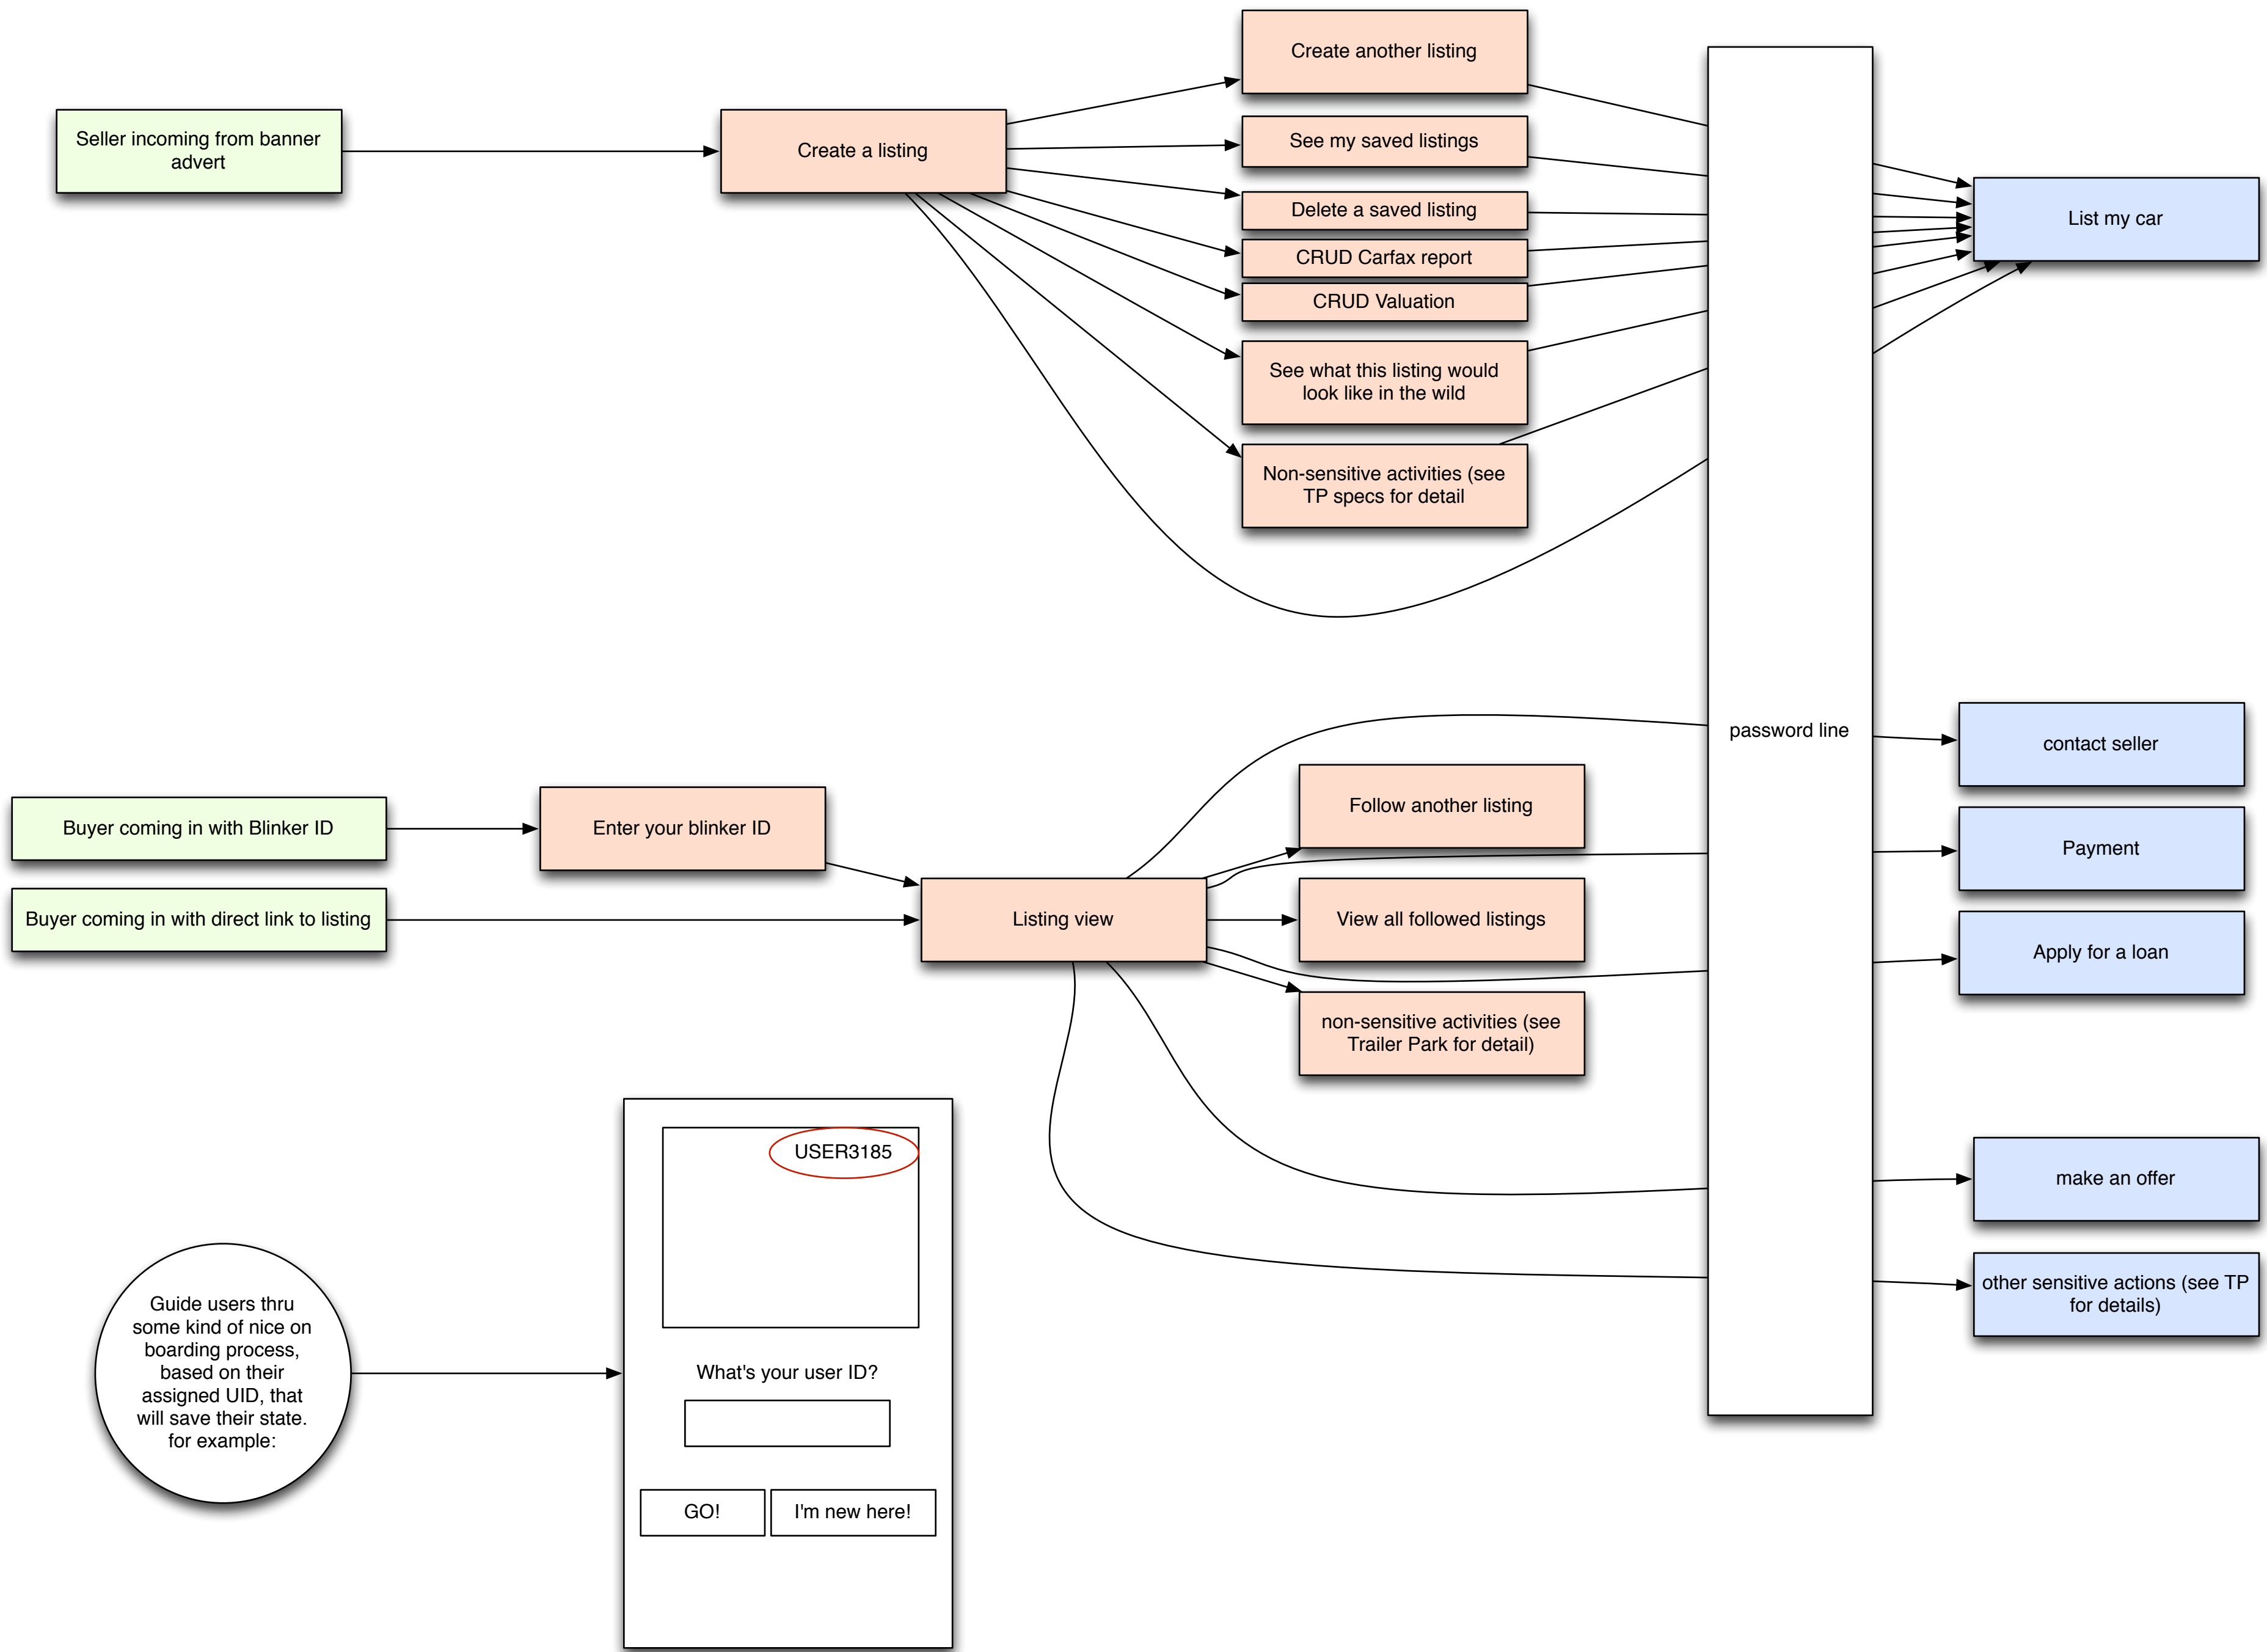 Create another listing
Seller incoming from banner
advert
Create a listing
See my saved listings
Delete a saved listing
List my car
CRUD Carfax report
CRUD Valuation
See what this listing would
look like in the wild
Non-sensitive activities (see
TP specs for detail
password line
contact seller
Follow another listing
Buyer coming in with Blinker ID
Enter your blinker ID
Payment
Buyer coming in with direct link to listing
Listing view
View all followed listings
Apply for a loan
non-sensitive activities (see
Trailer Park for detail)
USER3185
make an offer
other sensitive actions (see TP
for details)
Guide users thru
some kind of nice on
boarding process,
based on their
assigned UID, that
will save their state.
for example:
What's your user ID?
GO!
I'm new here!